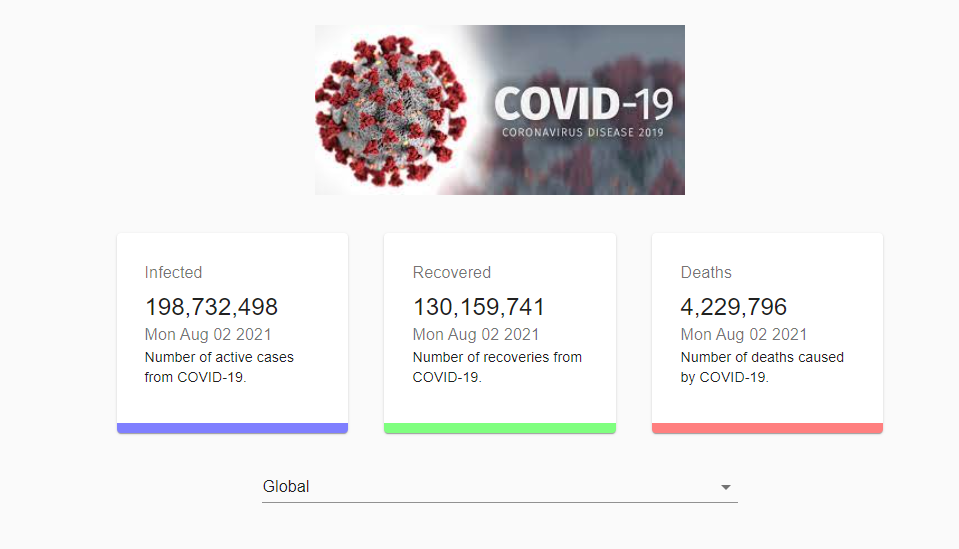 COVID-19
CORONAVIRUS DISEASE 2019
Infected
198,732,498
Mon Aug 02 2021
Number of active cases
from COVID-19.
Recovered
130,159,741
Mon Aug 02 2021
Number of recoveries from
COVID-19.
Deaths
4,229,796
Mon Aug 02 2021
Number of deaths caused
by COVID-19.
Global